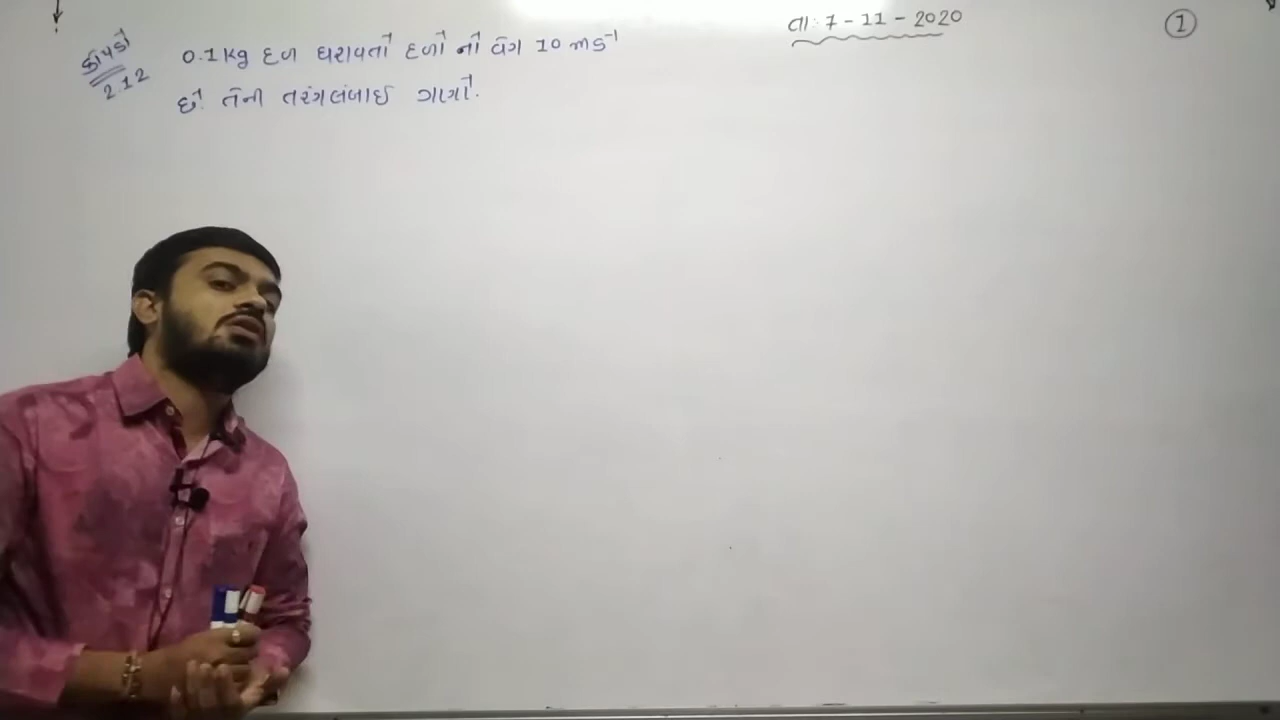 તા: 7-11-2020
1
કોયડો 2.12
0.1 kg દળ ધરાવતો દળો નો વેગ 10 ms⁻¹
છે. તેની તરંગલંબાઈ ગણો.